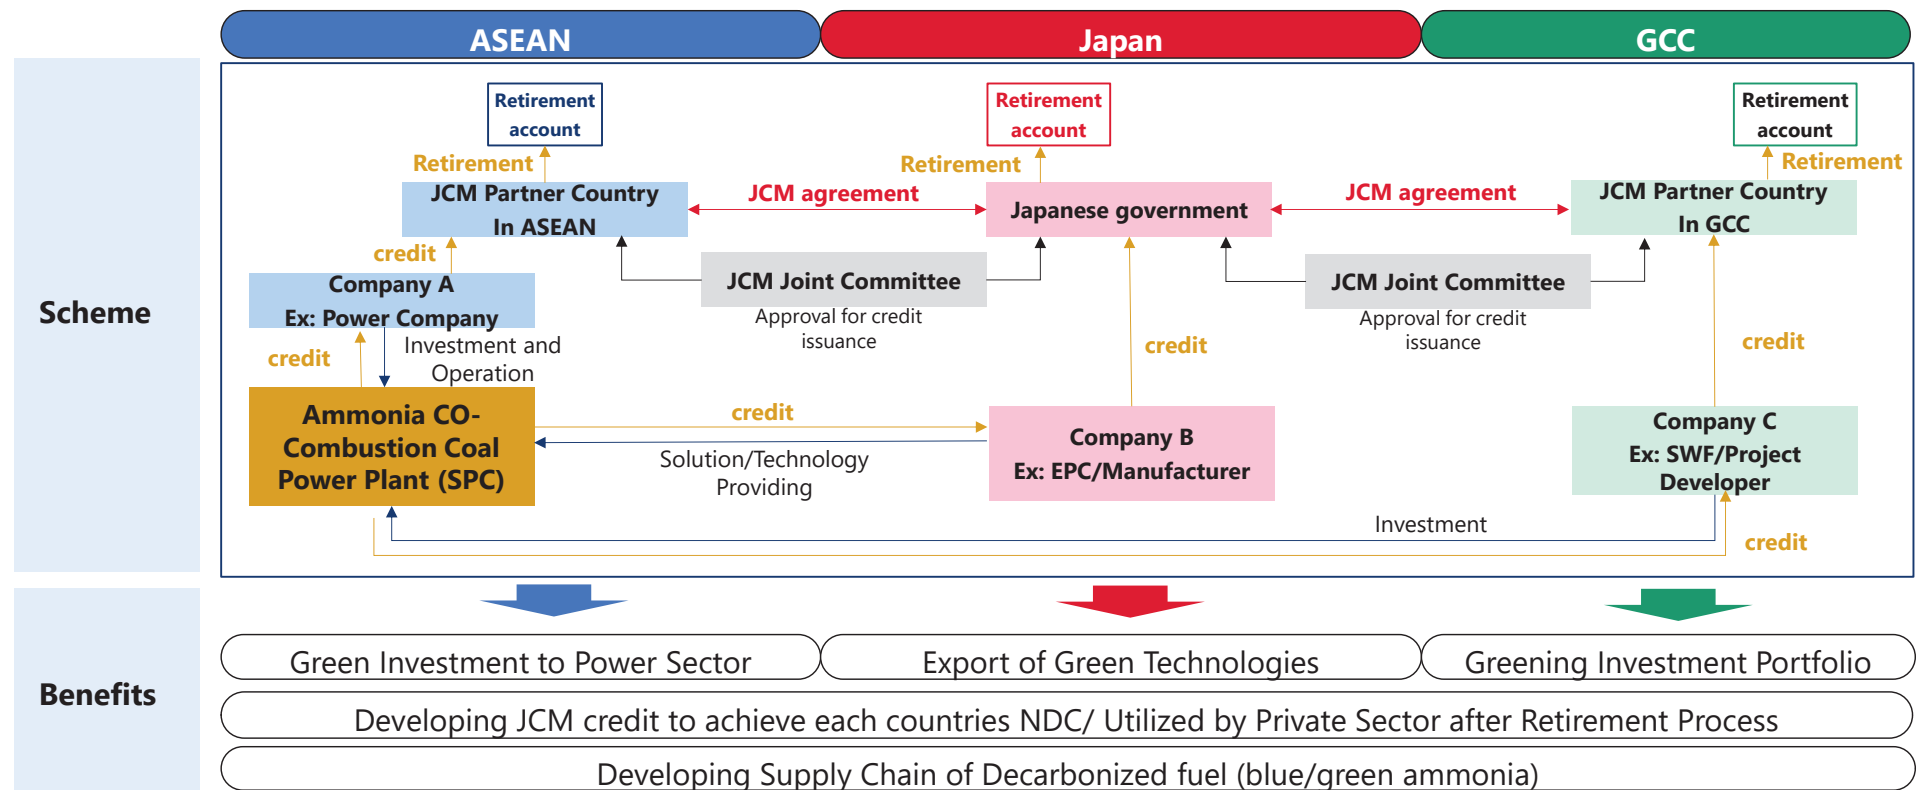 ASEAN
Japan
GCC
Scheme
Retirement
account
Retirement
account
Retirement
account
Retirement
Retirement
Retirement
JCM Partner Country
In ASEAN
JCM agreement
Japanese government
JCM agreement
JCM Partner Country
In GCC
credit
JCM Joint Committee
Approval for credit
issuance
JCM Joint Committee
Approval for credit
issuance
Company A
Ex: Power Company
credit
Investment and
Operation
credit
credit
Ammonia CO-
Combustion Coal
Power Plant (SPC)
credit
Solution/Technology
Providing
Company B
Ex: EPC/Manufacturer
Company C
Ex: SWF/Project
Developer
Investment
credit
Benefits
Green Investment to Power Sector
Export of Green Technologies
Greening Investment Portfolio
Developing JCM credit to achieve each countries NDC/ Utilized by Private Sector after Retirement Process
Developing Supply Chain of Decarbonized fuel (blue/green ammonia)